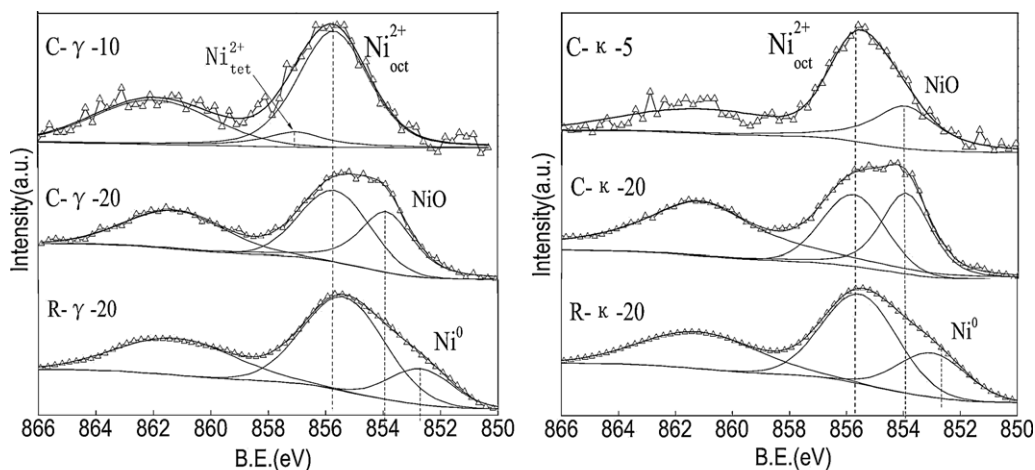 C- γ -10
Ni²⁺tet
Ni²⁺oct
C- γ -20
NiO
R- γ -20
Ni⁰
Intensity(a.u.)
866 864 862 860 858 856 854 852 850
B.E.(eV)
C- κ -5
Ni²⁺oct
NiO
C- κ -20
R- κ -20
Ni⁰
Intensity(a.u.)
866 864 862 860 858 856 854 852 850
B.E.(eV)